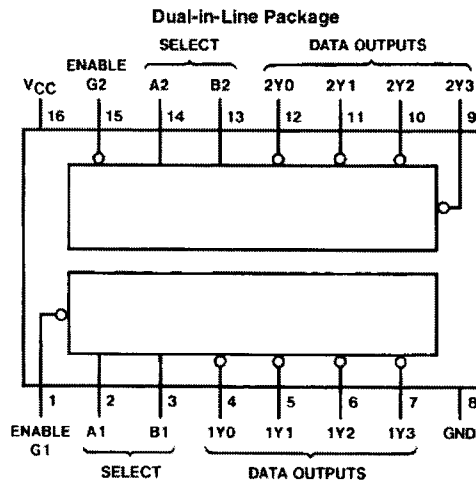 Dual-in-Line Package
SELECT DATA OUTPUTS
ENABLE
VCC G2 A2 B2 2Y0 2Y1 2Y2 2Y3
16 15 14 13 12 11 10 9
1 2 3 4 5 6 7 8
ENABLE A1 B1 1Y0 1Y1 1Y2 1Y3 GND
G1
SELECT DATA OUTPUTS